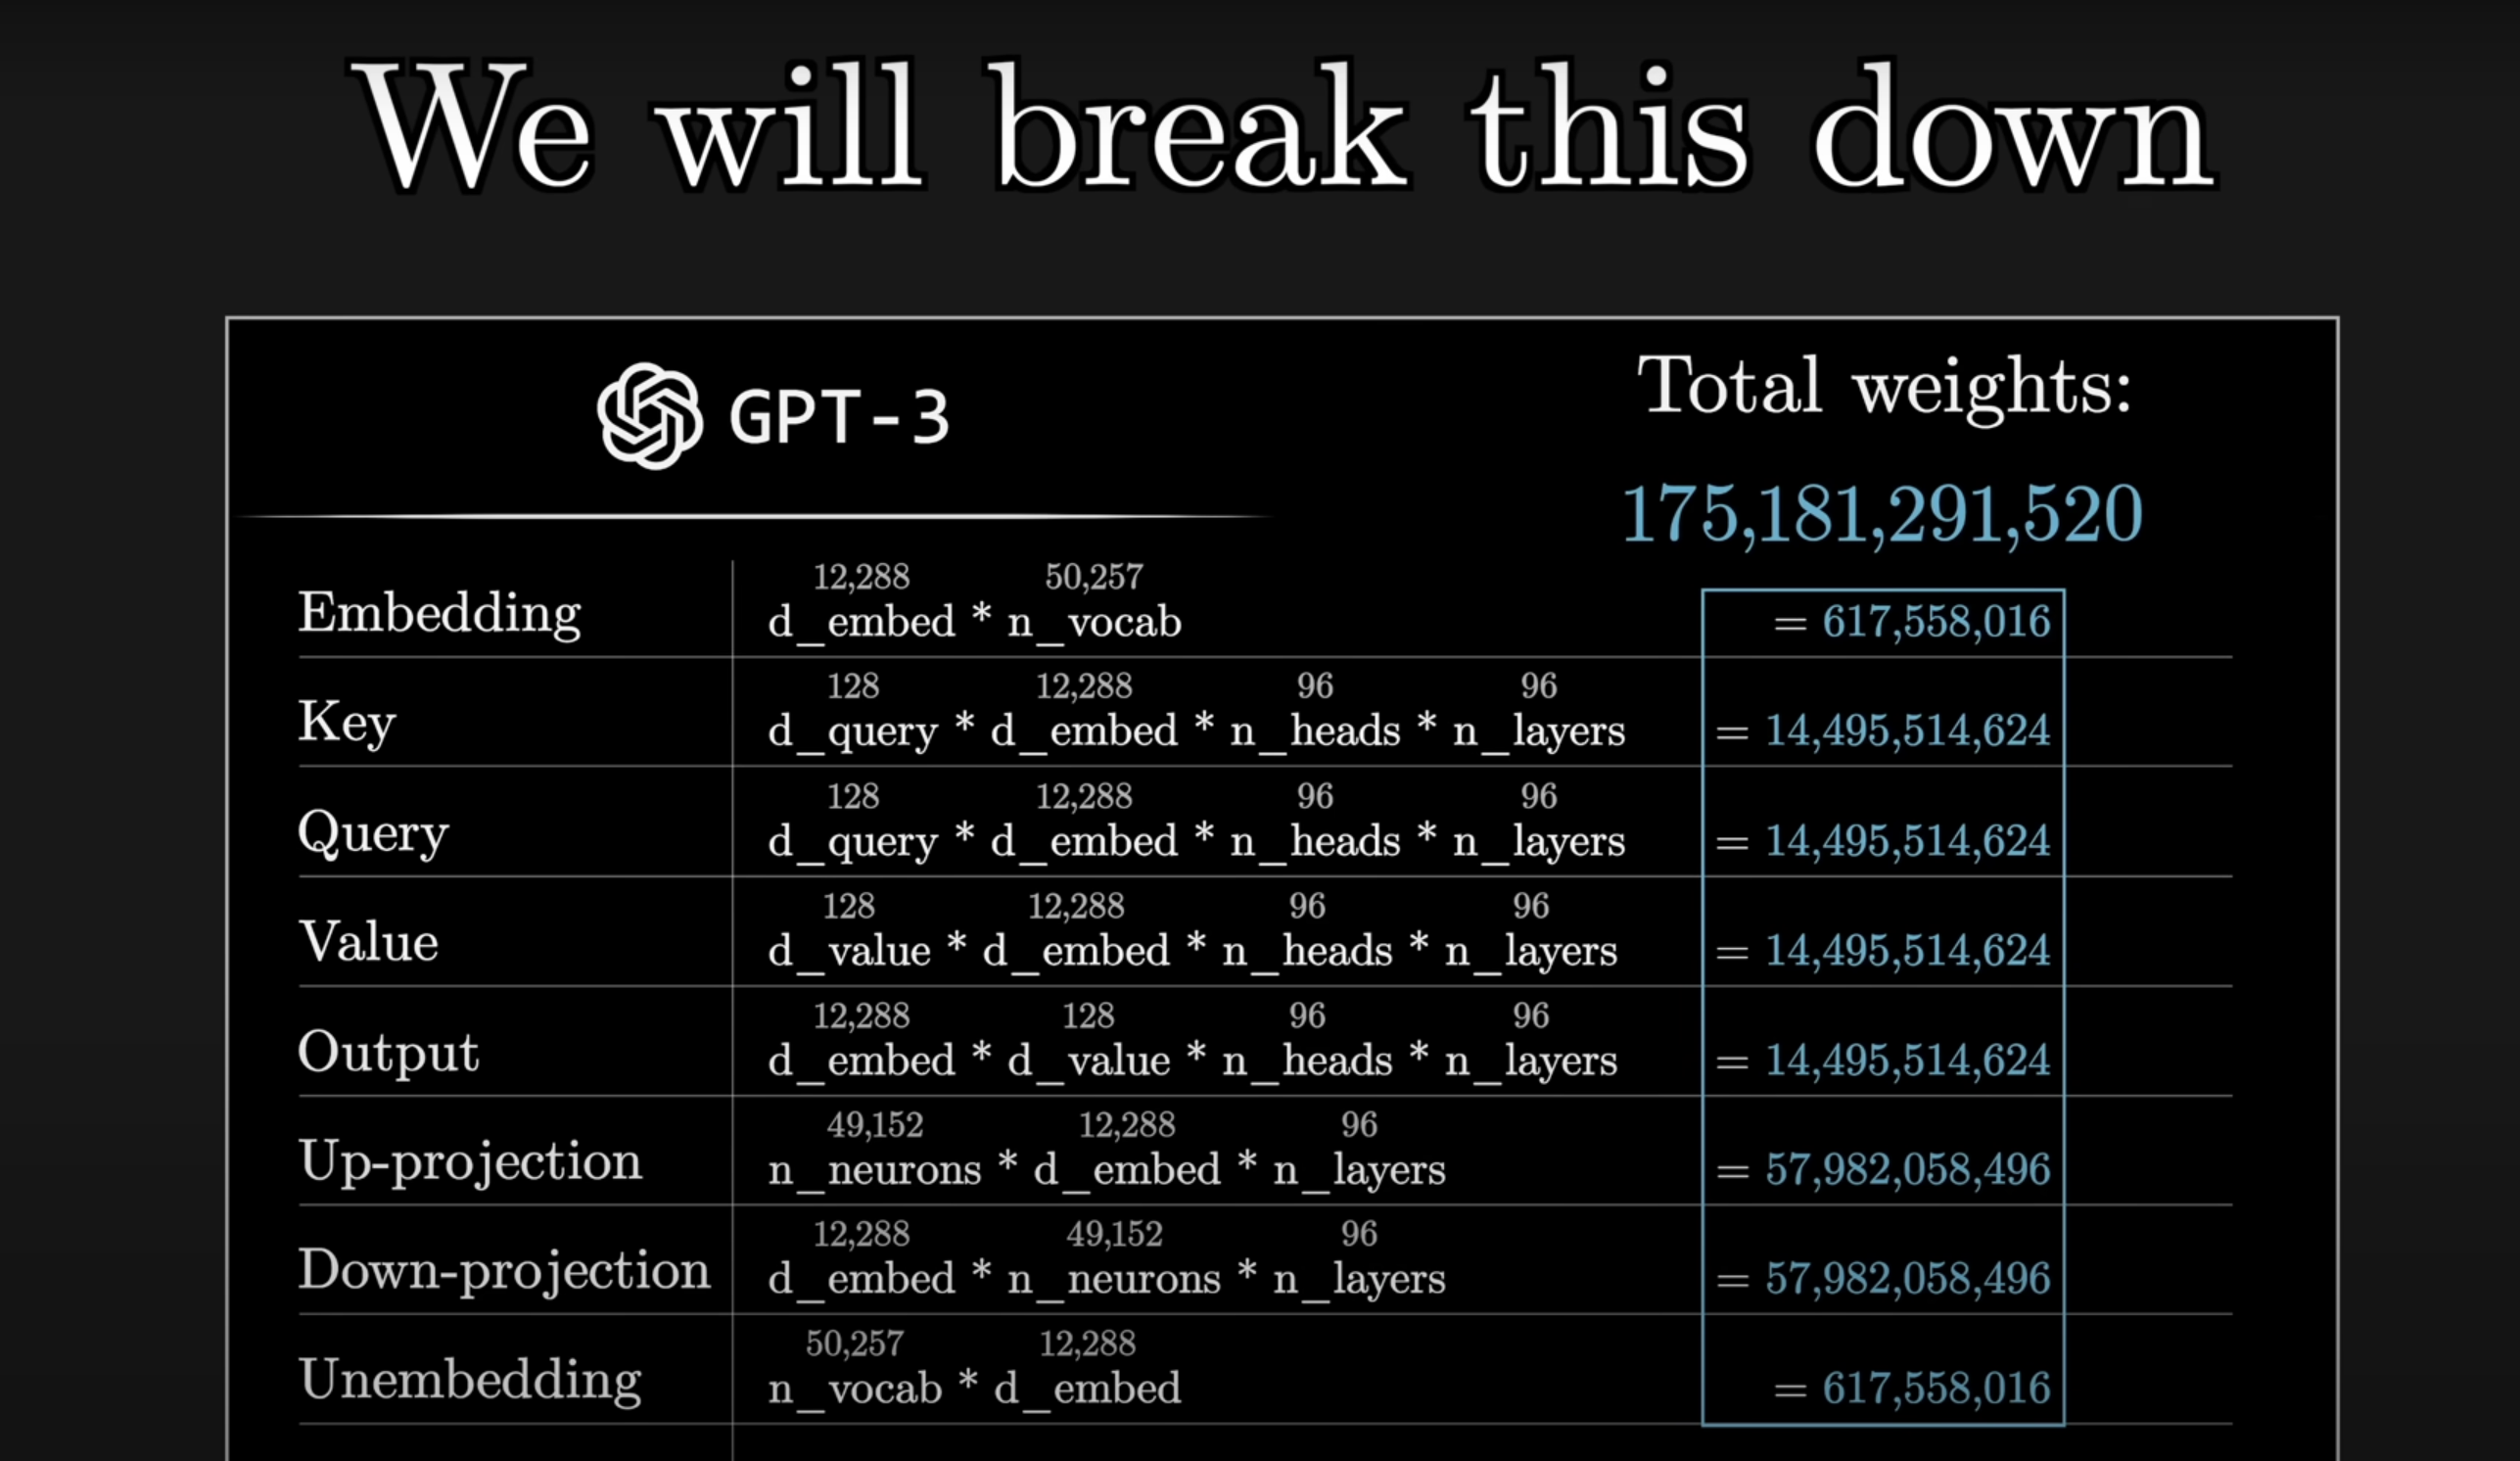 We will break this down
GPT-3
Total weights:
175,181,291,520
12,288 50,257
Embedding d_embed * n_vocab = 617,558,016
128 12,288 96 96
Key d_query * d_embed * n_heads * n_layers = 14,495,514,624
128 12,288 96 96
Query d_query * d_embed * n_heads * n_layers = 14,495,514,624
128 12,288 96 96
Value d_value * d_embed * n_heads * n_layers = 14,495,514,624
12,288 128 96 96
Output d_embed * d_value * n_heads * n_layers = 14,495,514,624
49,152 12,288 96
Up-projection n_neurons * d_embed * n_layers = 57,982,058,496
12,288 49,152 96
Down-projection d_embed * n_neurons * n_layers = 57,982,058,496
50,257 12,288
Unembedding n_vocab * d_embed = 617,558,016